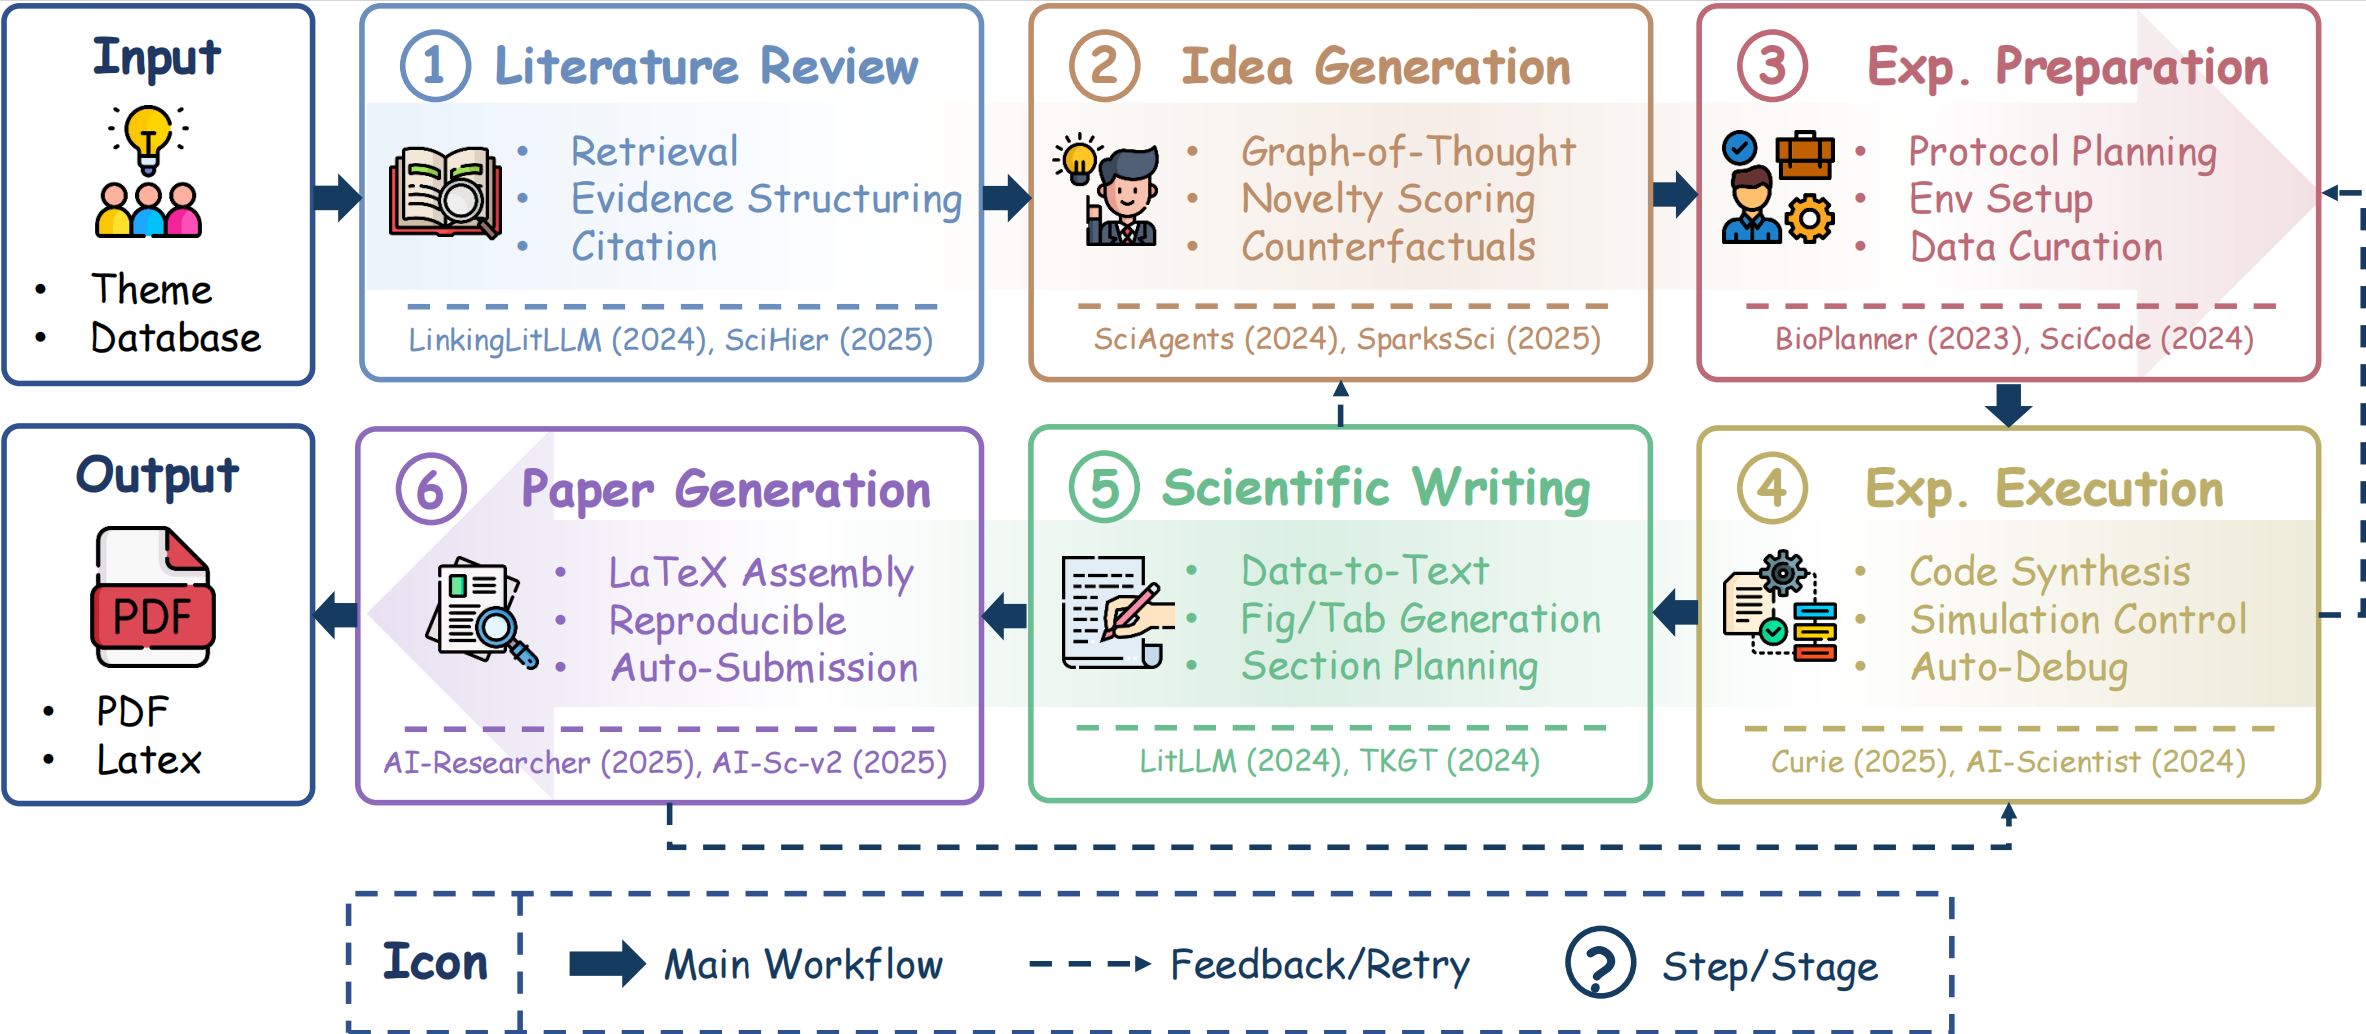 Input
• Theme
• Database
1 Literature Review
• Retrieval
• Evidence Structuring
• Citation
LinkingLitLLM (2024), SciHier (2025)
2 Idea Generation
• Graph-of-Thought
• Novelty Scoring
• Counterfactuals
SciAgents (2024), SparksSci (2025)
3 Exp. Preparation
• Protocol Planning
• Env Setup
• Data Curation
BioPlanner (2023), SciCode (2024)
4 Exp. Execution
• Code Synthesis
• Simulation Control
• Auto-Debug
Curie (2025), AI-Scientist (2024)
5 Scientific Writing
• Data-to-Text
• Fig/Tab Generation
• Section Planning
LitLLM (2024), TKGT (2024)
6 Paper Generation
• LaTeX Assembly
• Reproducible
• Auto-Submission
AI-Researcher (2025), AI-Sc-v2 (2025)
Output
PDF
• PDF
• Latex
Icon
Main Workflow
Feedback/Retry
? Step/Stage